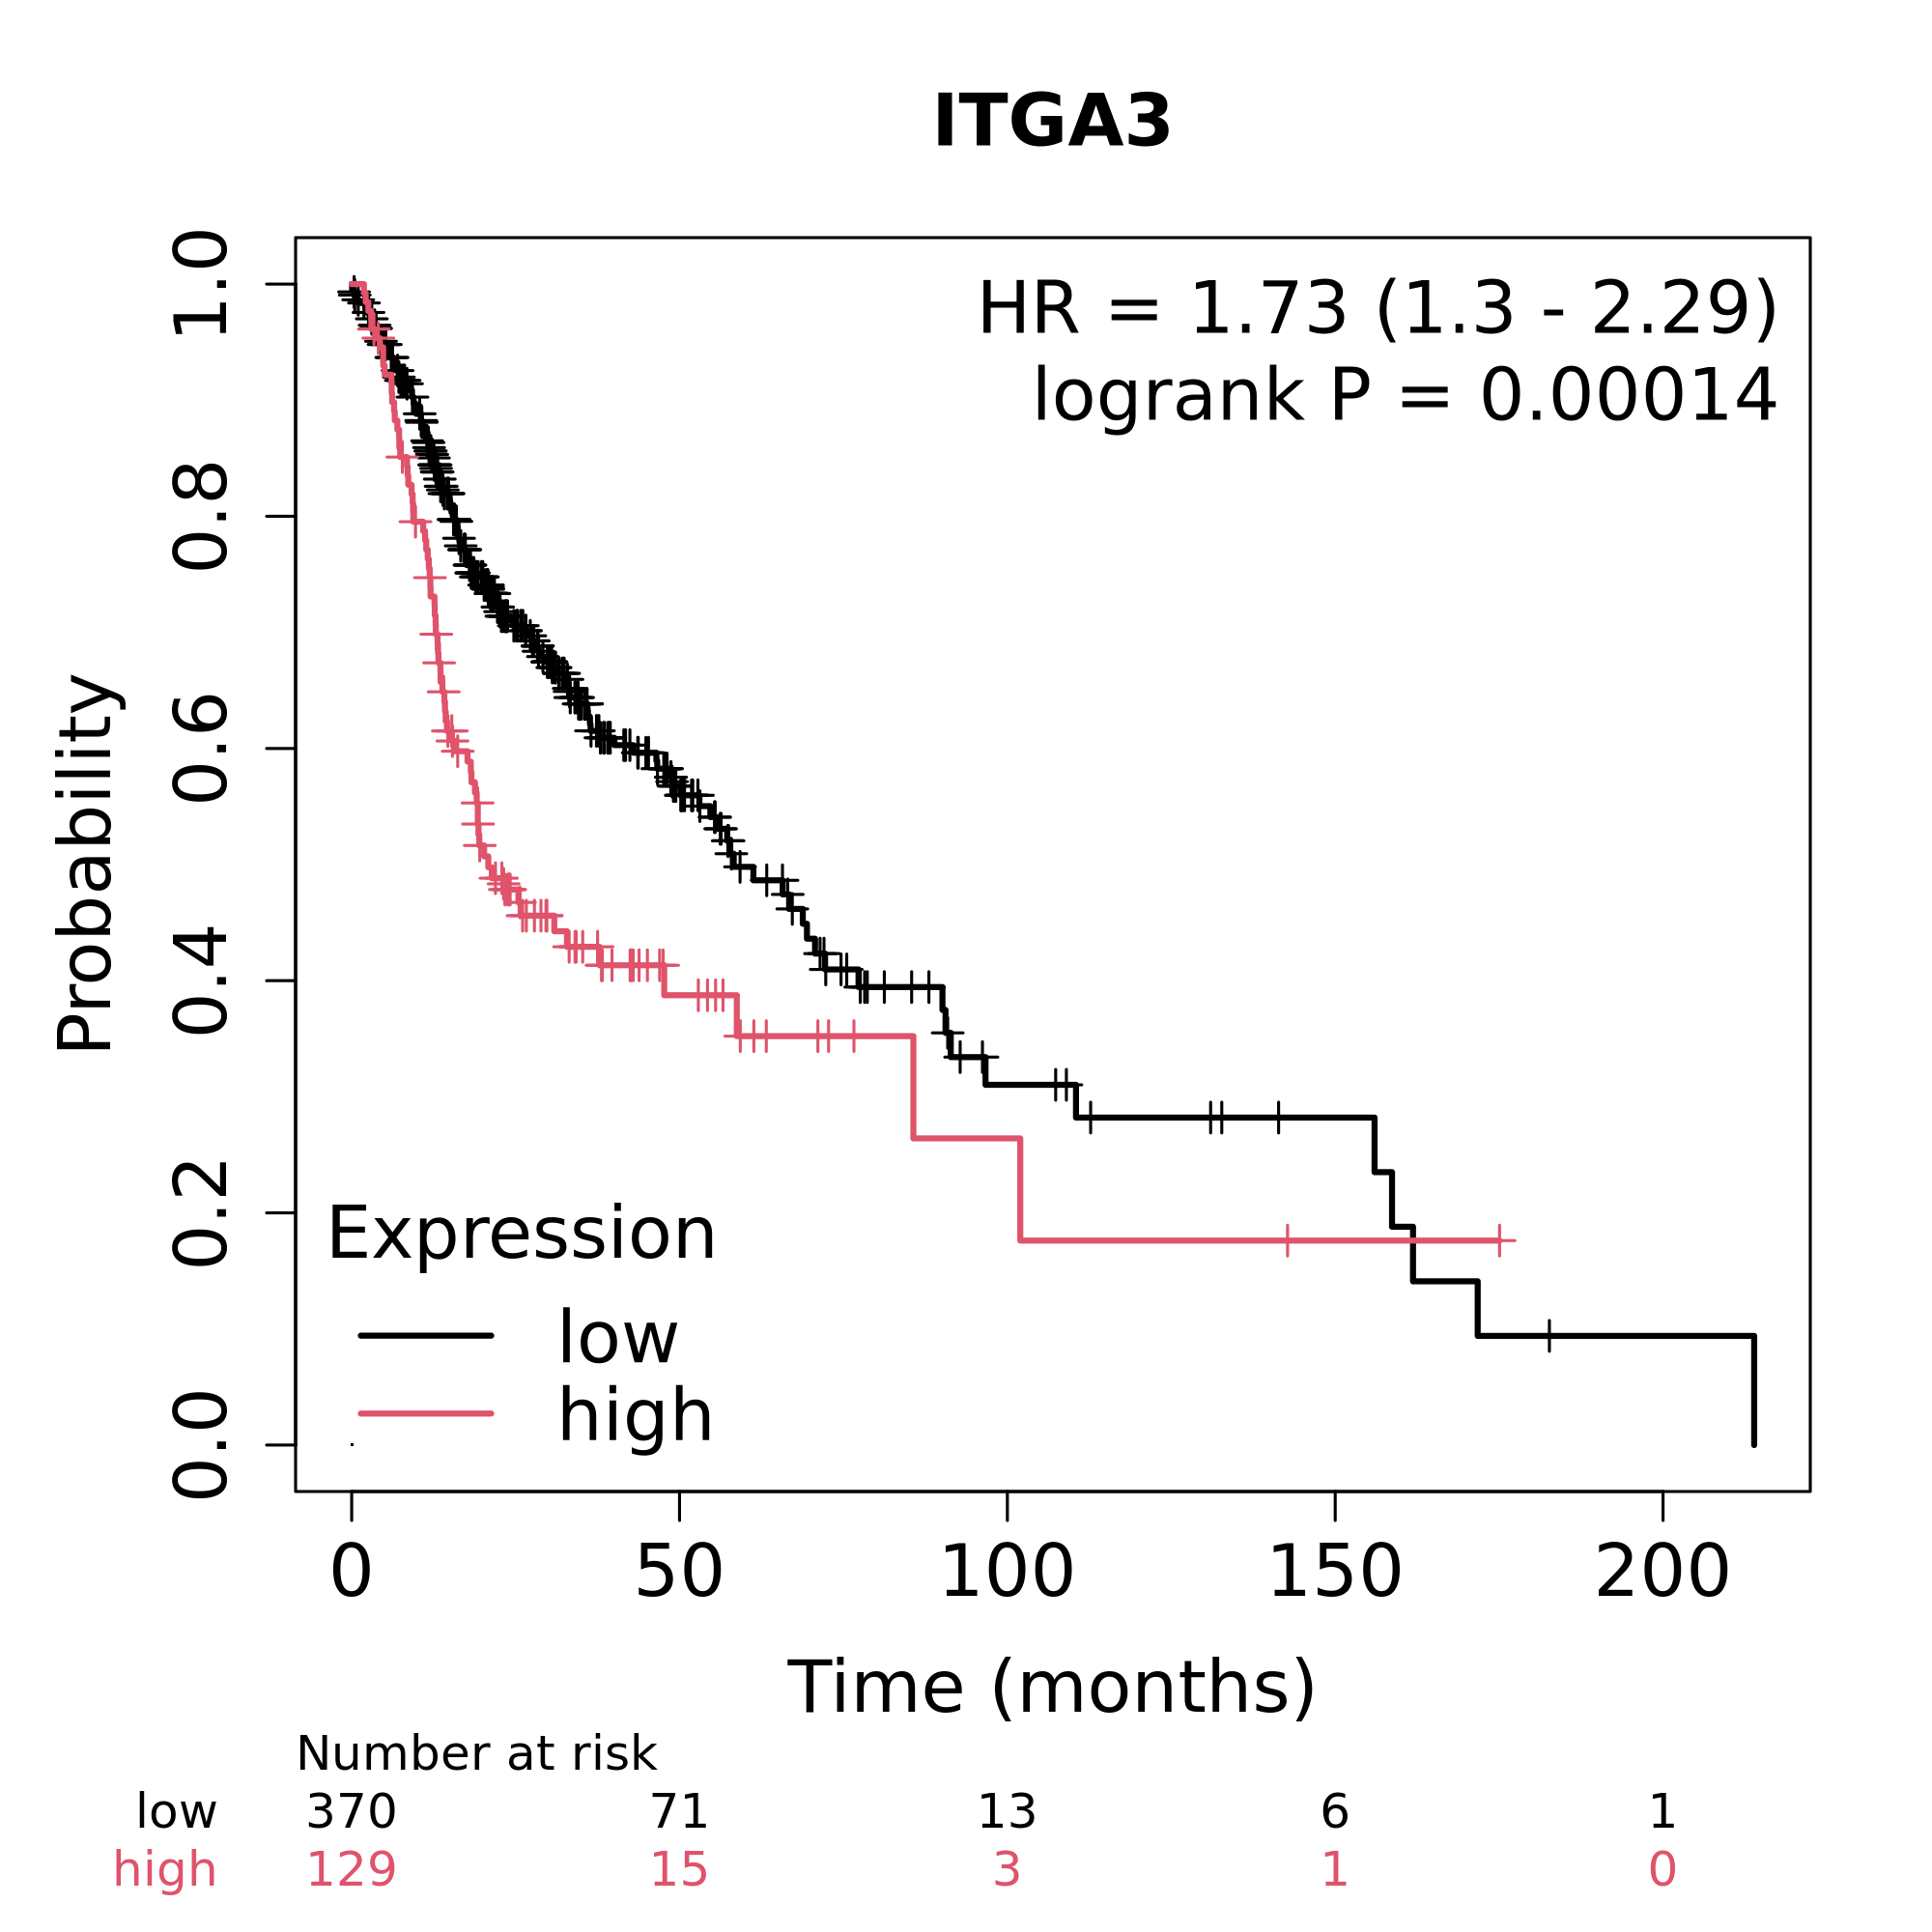 ITGA3
HR = 1.73 (1.3 - 2.29)
logrank P = 0.00014
Probability
1.0
0.8
0.6
0.4
0.2
0.0
Expression
low
high
0 50 100 150 200
Time (months)
Number at risk
low 370 71 13 6 1
high 129 15 3 1 0